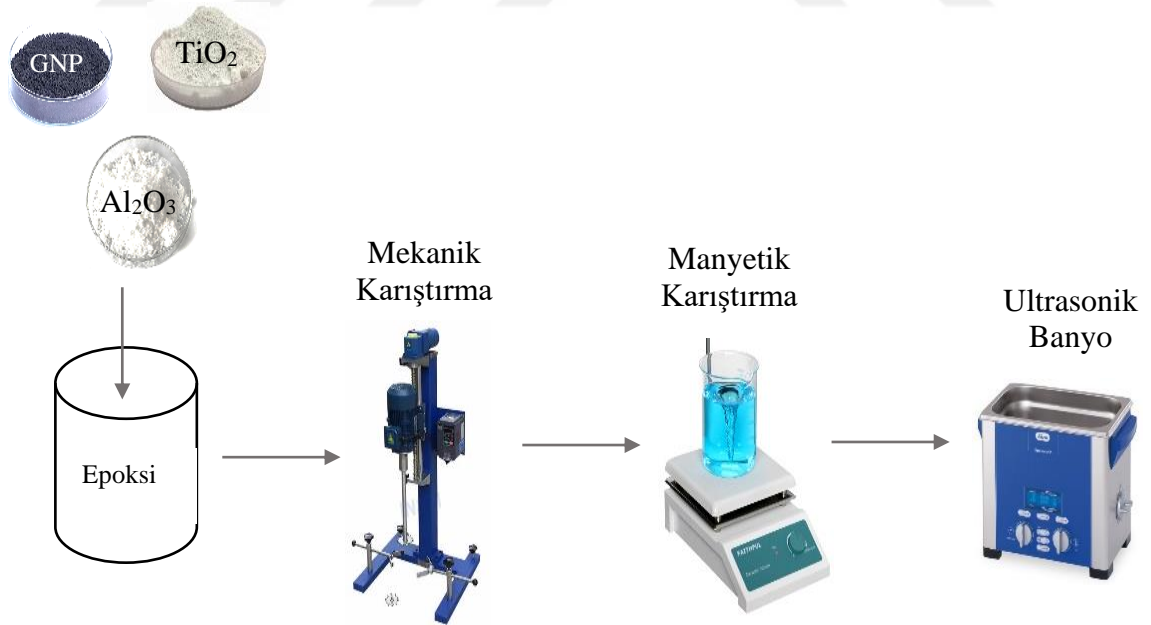 GNP
TiO₂
Al₂O₃
Epoksi
Mekanik
Karıştırma
Manyetik
Karıştırma
Ultrasonik
Banyo